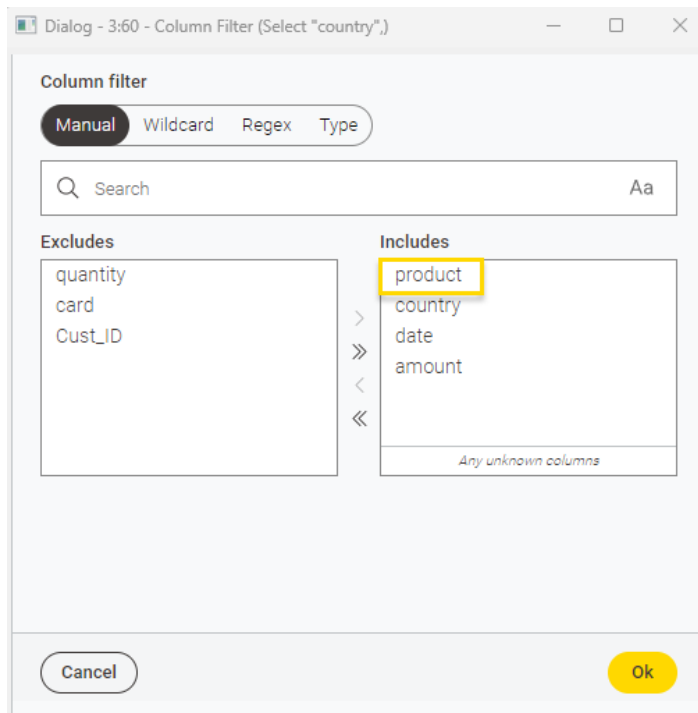 Dialog - 3:60 - Column Filter (Select "country",)
Column filter
Manual Wildcard Regex Type
Search Aa
Excludes
quantity
card
Cust_ID
Includes
product
country
date
amount
Any unknown columns
Cancel Ok